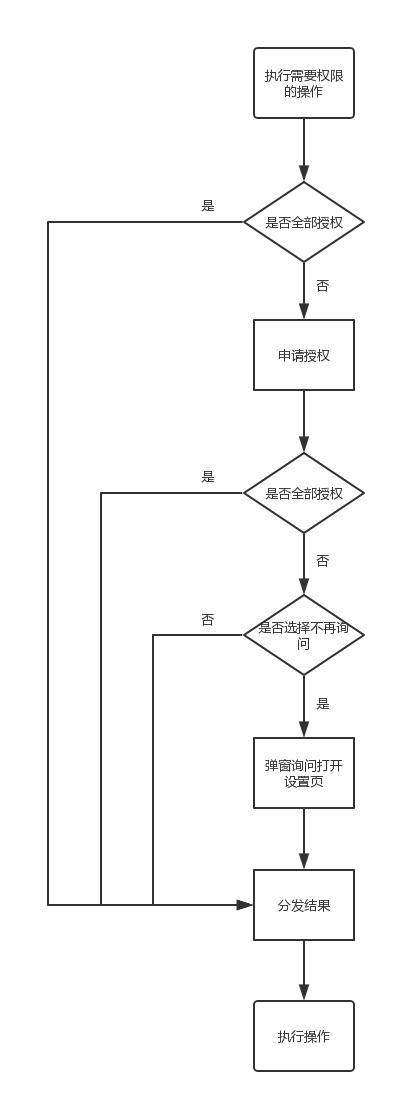 执行需要权限
的操作
是
是否全部授权
否
申请授权
是
是否全部授权
否
否
是否选择不再询
问
是
弹窗询问打开
设置页
分发结果
执行操作